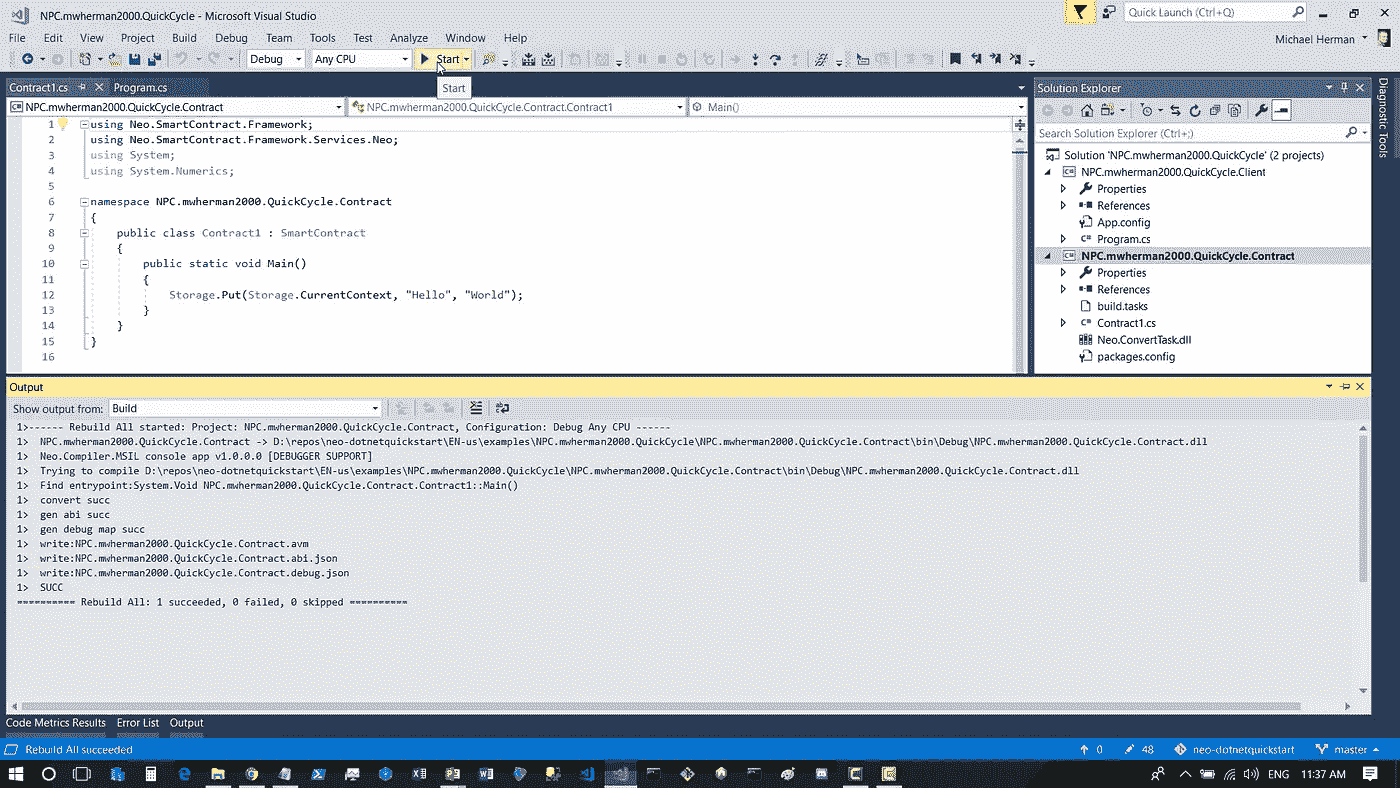 NPC.mwherman2000.QuickCycle - Microsoft Visual Studio
Quick Launch (Ctrl+Q)
File Edit View Project Build Debug Team Tools Test Analyze Window Help
Michael Herman
Debug Any CPU Start
Start
Contract1.cs Program.cs
NPC.mwherman2000.QuickCycle.Contract NPC.mwherman2000.QuickCycle.Contract.Contract1 Main()
1 using Neo.SmartContract.Framework;
2 using Neo.SmartContract.Framework.Services.Neo;
3 using System;
4 using System.Numerics;
5
6 namespace NPC.mwherman2000.QuickCycle.Contract
7 {
8 public class Contract1 : SmartContract
9 {
10 public static void Main()
11 {
12 Storage.Put(Storage.CurrentContext, "Hello", "World");
13 }
14 }
15 }
16
Solution Explorer
Search Solution Explorer (Ctrl+;)
Solution 'NPC.mwherman2000.QuickCycle' (2 projects)
NPC.mwherman2000.QuickCycle.Client
Properties
References
App.config
C# Program.cs
NPC.mwherman2000.QuickCycle.Contract
Properties
References
build.tasks
C# Contract1.cs
Neo.ConvertTask.dll
packages.config
Diagnostic Tools
Output
Show output from: Build
1>------ Rebuild All started: Project: NPC.mwherman2000.QuickCycle.Contract, Configuration: Debug Any CPU ------
1> NPC.mwherman2000.QuickCycle.Contract -> D:\repos\neo-dotnetquickstart\EN-us\examples\NPC.mwherman2000.QuickCycle\NPC.mwherman2000.QuickCycle.Contract\bin\Debug\NPC.mwherman2000.QuickCycle.Contract.dll
1> Neo.Compiler.MSIL console app v1.0.0.0 [DEBUGGER SUPPORT]
1> Trying to compile D:\repos\neo-dotnetquickstart\EN-us\examples\NPC.mwherman2000.QuickCycle\NPC.mwherman2000.QuickCycle.Contract\bin\Debug\NPC.mwherman2000.QuickCycle.Contract.dll
1> Find entrypoint:System.Void NPC.mwherman2000.QuickCycle.Contract.Contract1::Main()
1> convert succ
1> gen abi succ
1> gen debug map succ
1> write:NPC.mwherman2000.QuickCycle.Contract.avm
1> write:NPC.mwherman2000.QuickCycle.Contract.abi.json
1> write:NPC.mwherman2000.QuickCycle.Contract.debug.json
1> SUCC
========== Rebuild All: 1 succeeded, 0 failed, 0 skipped ==========
Code Metrics Results Error List Output
Rebuild All succeeded 0 48 neo-dotnetquickstart master
ENG 11:37 AM